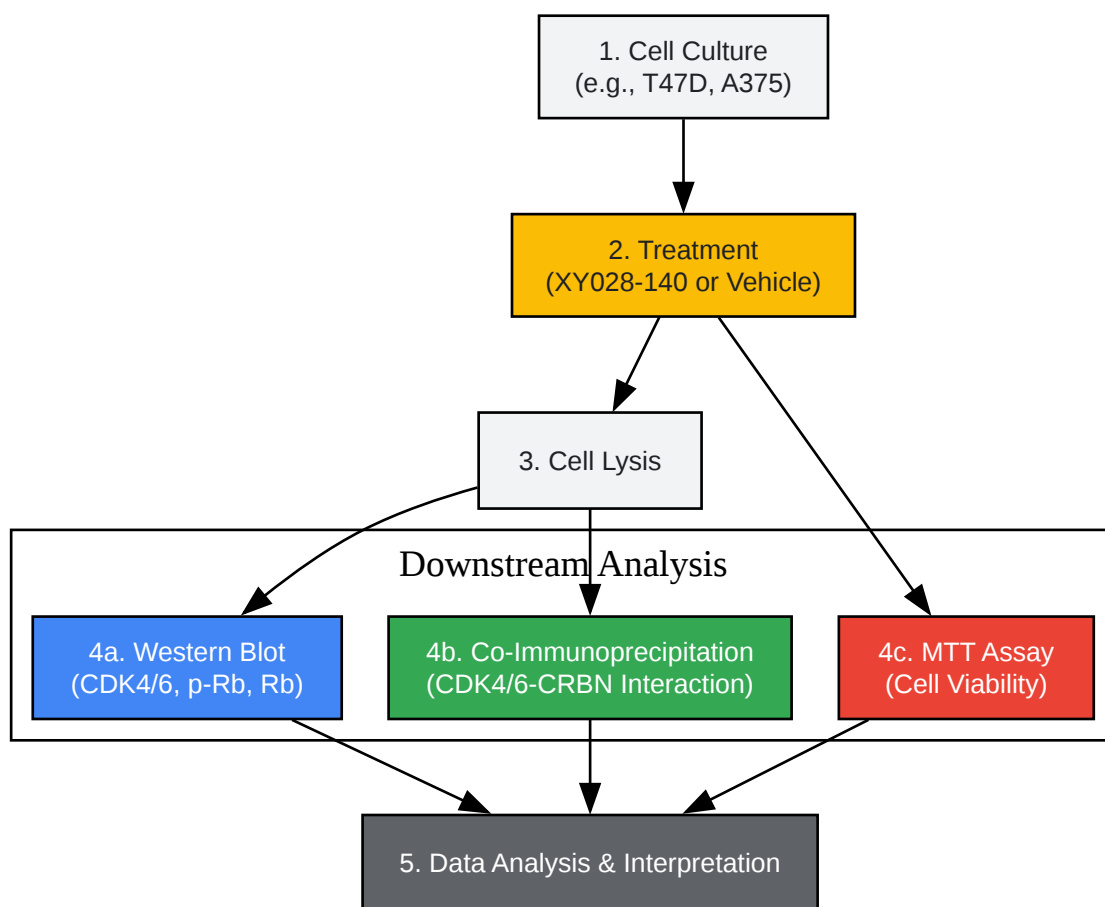 1. Cell Culture
(e.g., T47D, A375)
2. Treatment
(XY028-140 or Vehicle)
3. Cell Lysis
Downstream Analysis
4a. Western Blot
(CDK4/6, p-Rb, Rb)
4b. Co-Immunoprecipitation
(CDK4/6-CRBN Interaction)
4c. MTT Assay
(Cell Viability)
5. Data Analysis & Interpretation